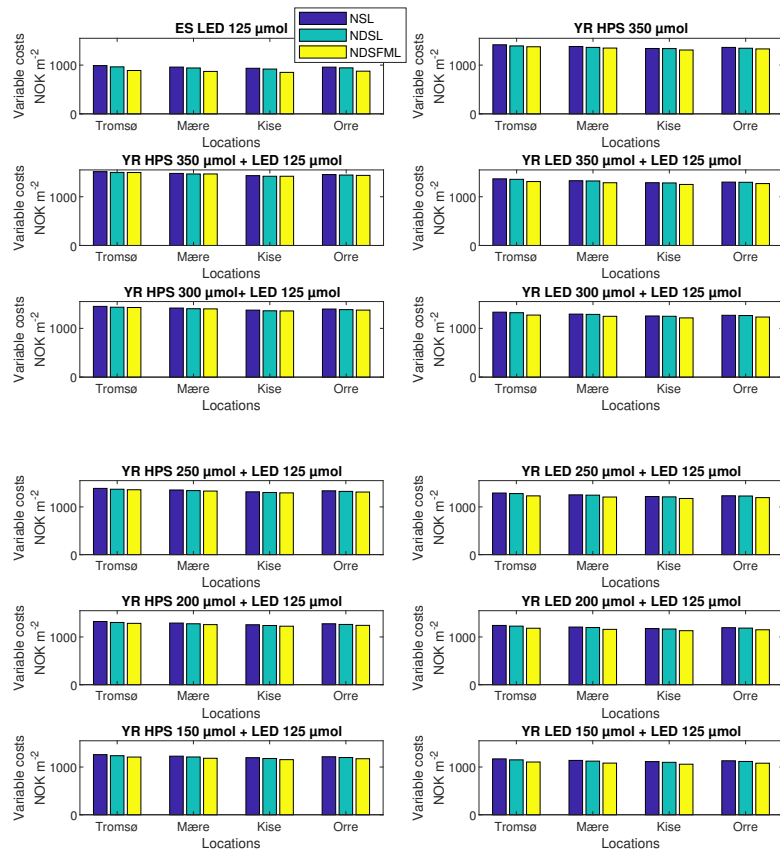 ES LED 125 µmol
NSL
NDSL
NDSFML
Variable costs
NOK m-2
1000
0
Tromsø Mære Kise Orre
Locations
YR HPS 350 µmol
Variable costs
NOK m-2
1000
0
Tromsø Mære Kise Orre
Locations
YR HPS 350 µmol + LED 125 µmol
Variable costs
NOK m-2
1000
0
Tromsø Mære Kise Orre
Locations
YR LED 350 µmol + LED 125 µmol
Variable costs
NOK m-2
1000
0
Tromsø Mære Kise Orre
Locations
YR HPS 300 µmol+ LED 125 µmol
Variable costs
NOK m-2
1000
0
Tromsø Mære Kise Orre
Locations
YR LED 300 µmol + LED 125 µmol
Variable costs
NOK m-2
1000
0
Tromsø Mære Kise Orre
Locations
YR HPS 250 µmol + LED 125 µmol
Variable costs
NOK m-2
1000
0
Tromsø Mære Kise Orre
Locations
YR LED 250 µmol + LED 125 µmol
Variable costs
NOK m-2
1000
0
Tromsø Mære Kise Orre
Locations
YR HPS 200 µmol + LED 125 µmol
Variable costs
NOK m-2
1000
0
Tromsø Mære Kise Orre
Locations
YR LED 200 µmol + LED 125 µmol
Variable costs
NOK m-2
1000
0
Tromsø Mære Kise Orre
Locations
YR HPS 150 µmol + LED 125 µmol
Variable costs
NOK m-2
1000
0
Tromsø Mære Kise Orre
Locations
YR LED 150 µmol + LED 125 µmol
Variable costs
NOK m-2
1000
0
Tromsø Mære Kise Orre
Locations